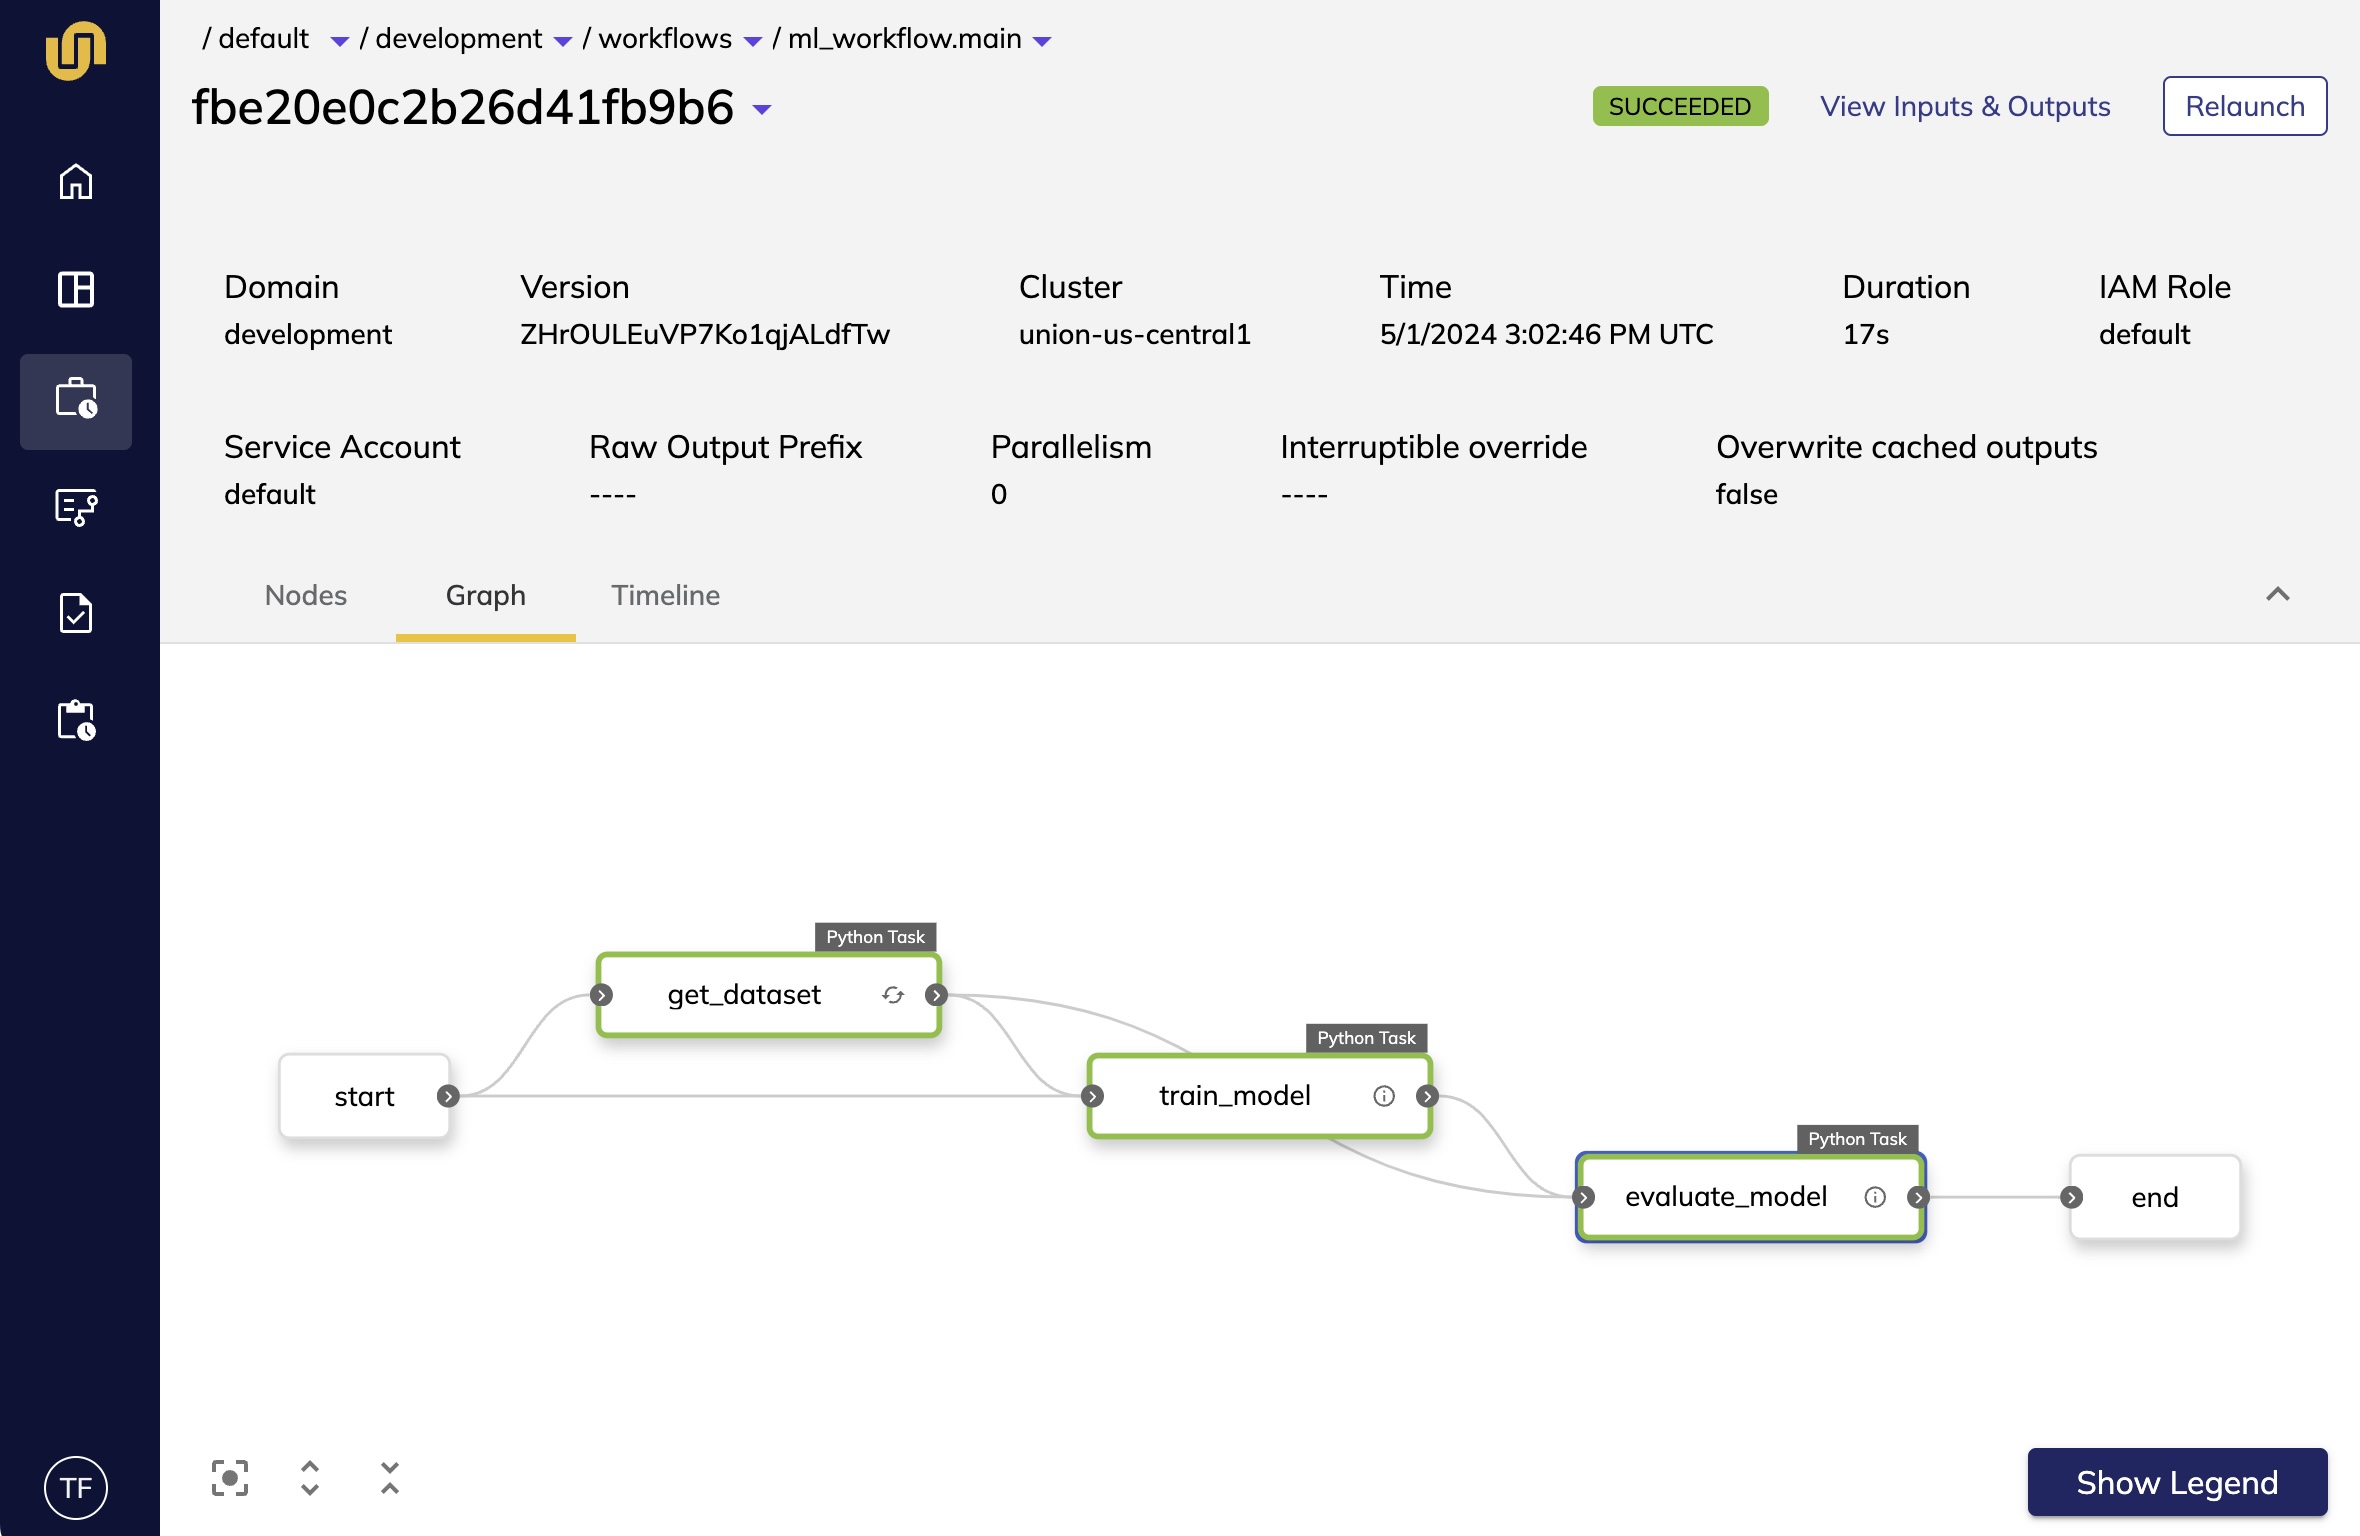 / default / development / workflows / ml_workflow.main
fbe20e0c2b26d41fb9b6
SUCCEEDED View Inputs & Outputs Relaunch
Domain Version Cluster Time Duration IAM Role
development ZHrOULEuVP7Ko1qjALdfTw union-us-central1 5/1/2024 3:02:46 PM UTC 17s default
Service Account Raw Output Prefix Parallelism Interruptible override Overwrite cached outputs
default ---- 0 ---- false
Nodes Graph Timeline
Python Task
get_dataset
Python Task
start train_model
Python Task
evaluate_model end
TF Show Legend